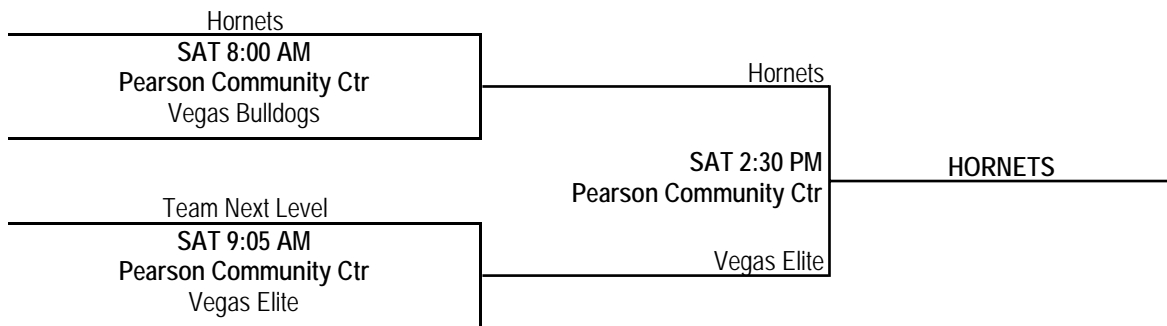 Hornets
SAT 8:00 AM
Pearson Community Ctr
Vegas Bulldogs
Hornets
SAT 2:30 PM
Pearson Community Ctr
HORNETS
Team Next Level
SAT 9:05 AM
Pearson Community Ctr
Vegas Elite
Vegas Elite